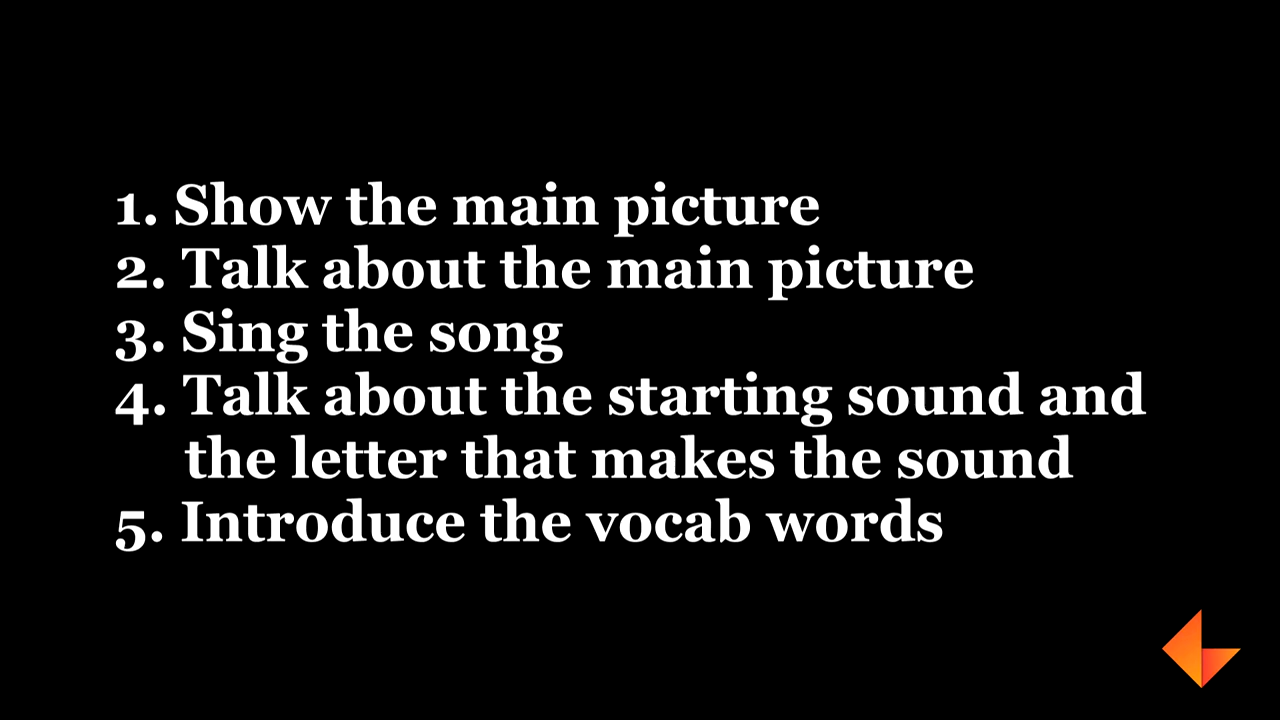 1. Show the main picture
2. Talk about the main picture
3. Sing the song
4. Talk about the starting sound and
the letter that makes the sound
5. Introduce the vocab words